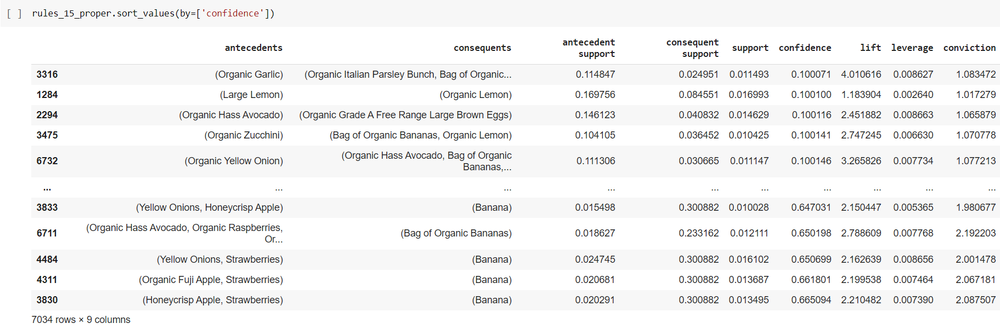 [ ] rules_15_proper.sort_values(by=['confidence'])
antecedents consequents antecedent support consequent support support confidence lift leverage conviction
3316 (Organic Garlic) (Organic Italian Parsley Bunch, Bag of Organic... 0.114847 0.024951 0.011493 0.100071 4.010616 0.008627 1.083472
1284 (Large Lemon) (Organic Lemon) 0.169756 0.084551 0.016993 0.100100 1.183904 0.002640 1.017279
2294 (Organic Hass Avocado) (Organic Grade A Free Range Large Brown Eggs) 0.146123 0.040832 0.014629 0.100116 2.451882 0.008663 1.065879
3475 (Organic Zucchini) (Bag of Organic Bananas, Organic Lemon) 0.104105 0.036452 0.010425 0.100141 2.747245 0.006630 1.070778
6732 (Organic Yellow Onion) (Organic Hass Avocado, Bag of Organic Bananas,... 0.111306 0.030665 0.011147 0.100146 3.265826 0.007734 1.077213
... ... ... ... ... ... ... ... ... ...
3833 (Yellow Onions, Honeycrisp Apple) (Banana) 0.015498 0.300882 0.010028 0.647031 2.150447 0.005365 1.980677
6711 (Organic Hass Avocado, Organic Raspberries, Or... (Bag of Organic Bananas) 0.018627 0.233162 0.012111 0.650198 2.788609 0.007768 2.192203
4484 (Yellow Onions, Strawberries) (Banana) 0.024745 0.300882 0.016102 0.650699 2.162639 0.008656 2.001478
4311 (Organic Fuji Apple, Strawberries) (Banana) 0.020681 0.300882 0.013687 0.661801 2.199538 0.007464 2.067181
3830 (Honeycrisp Apple, Strawberries) (Banana) 0.020291 0.300882 0.013495 0.665094 2.210482 0.007390 2.087507
7034 rows × 9 columns